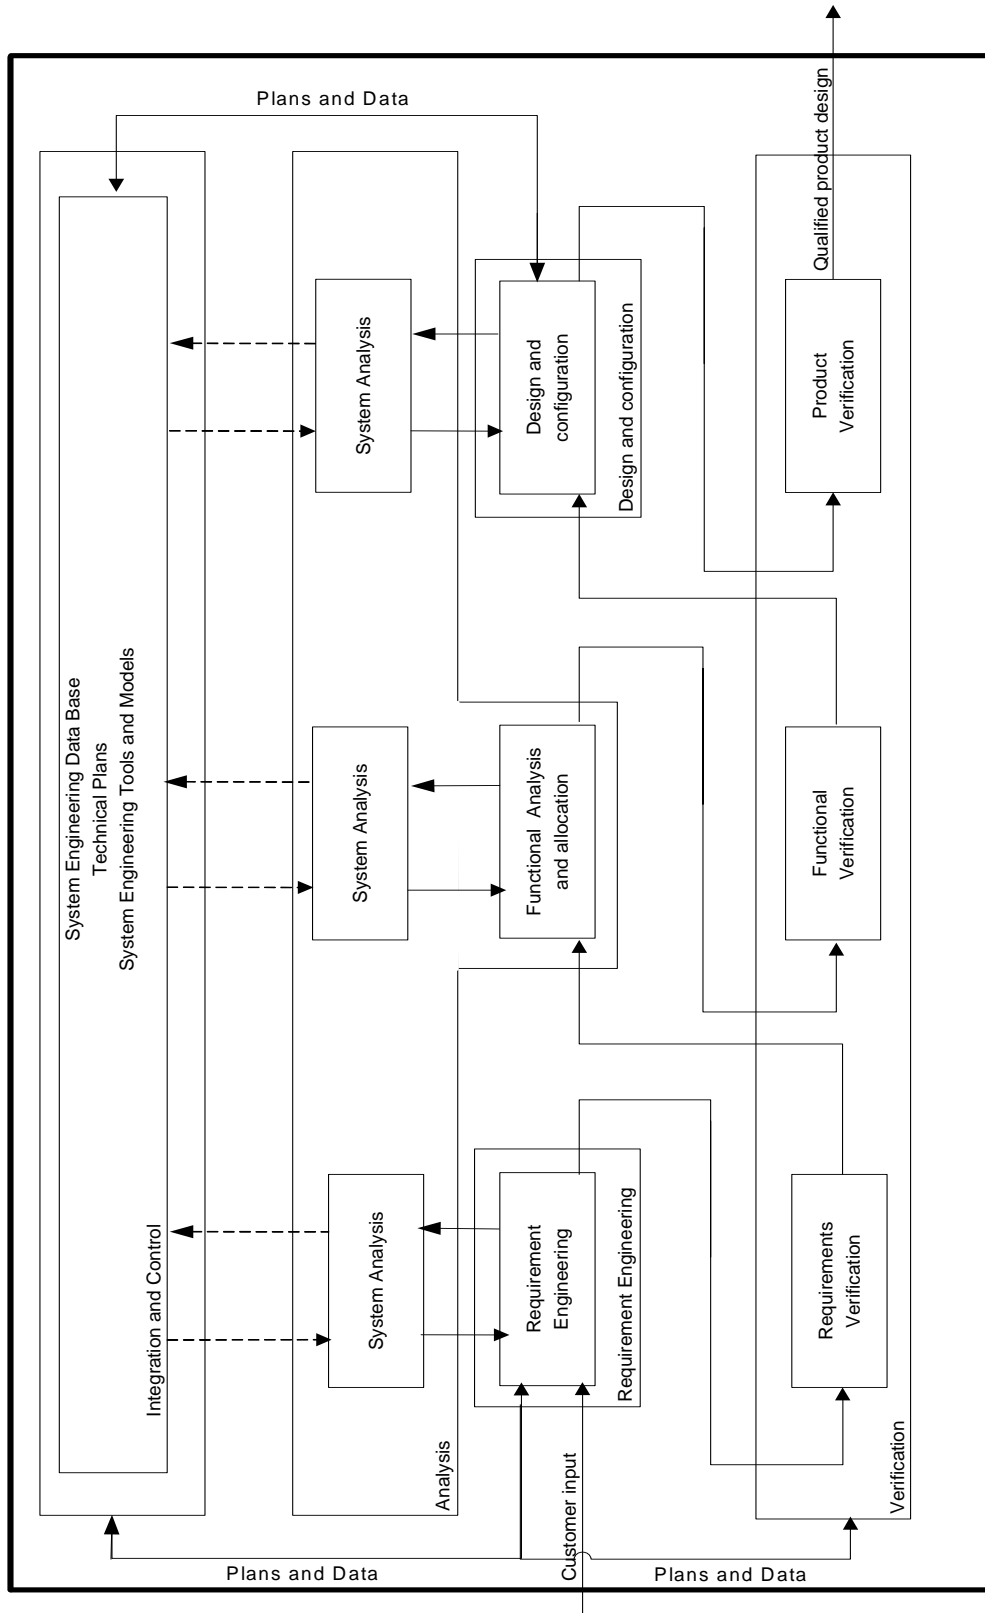 Plans and Data
Qualified product design
System Engineering Data Base
Technical Plans
System Engineering Tools and Models
Integration and Control
System Analysis
System Analysis
System Analysis
Analysis
Requirement
Engineering
Requirement Engineering
Functional Analysis
and allocation
Design and
configuration
Design and configuration
Requirements
Verification
Functional
Verification
Product
Verification
Verification
Customer input
Plans and Data
Plans and Data